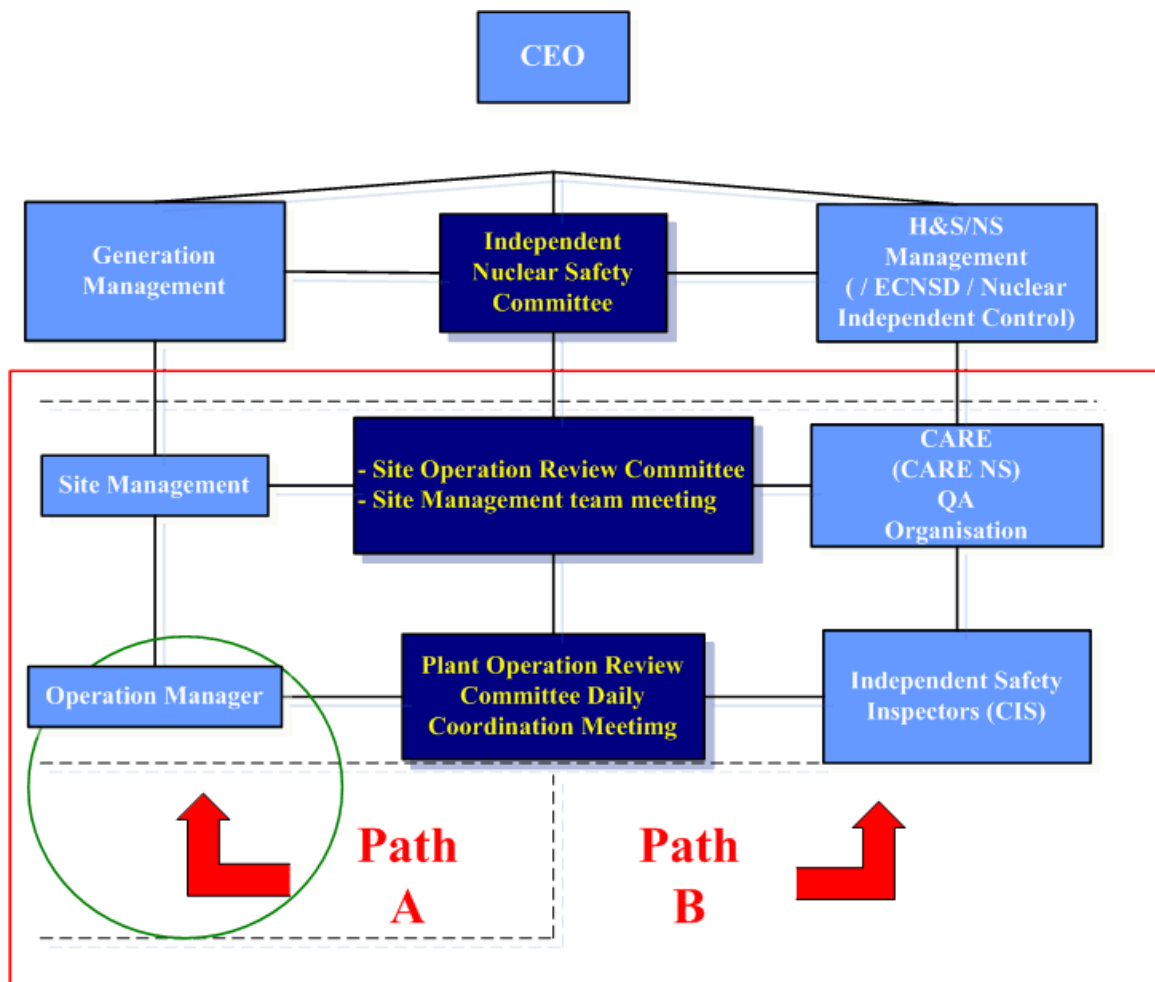 CEO
Generation
Management
Independent
Nuclear Safety
Committee
H&S/NS
Management
( / ECNSD / Nuclear
Independent Control)
Site Management
- Site Operation Review Committee
- Site Management team meeting
CARE
(CARE NS)
QA
Organisation
Operation Manager
Plant Operation Review
Committee Daily
Coordination Meetimg
Independent Safety
Inspectors (CIS)
Path
A
Path
B